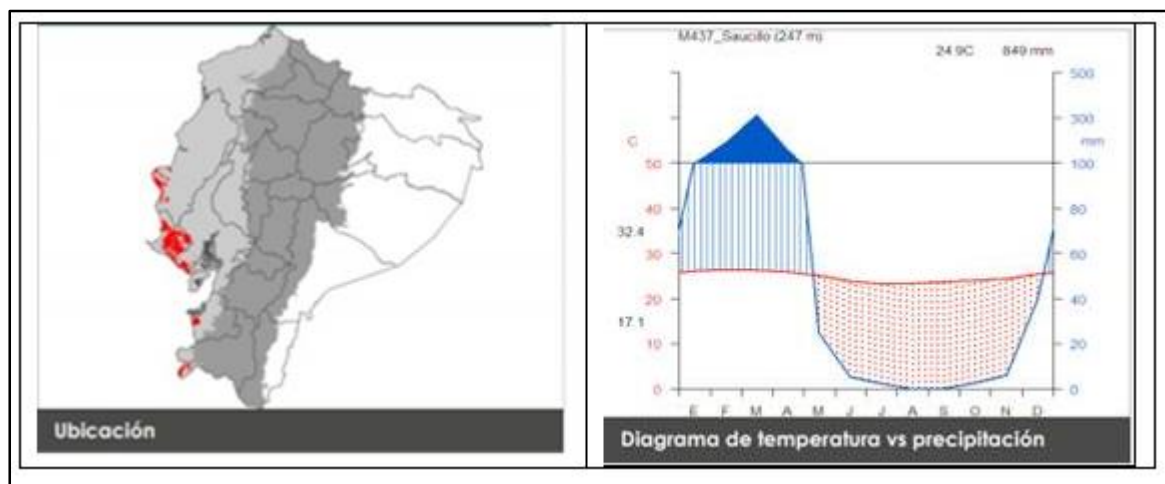 Ubicación
M437_Saucillo (247 m)
24.9C 849 mm
C
mm
500
300
100
80
60
40
20
0
50
40
30
20
10
0
32.4
17.1
E F M A M J J A S O N D
Diagrama de temperatura vs precipitación